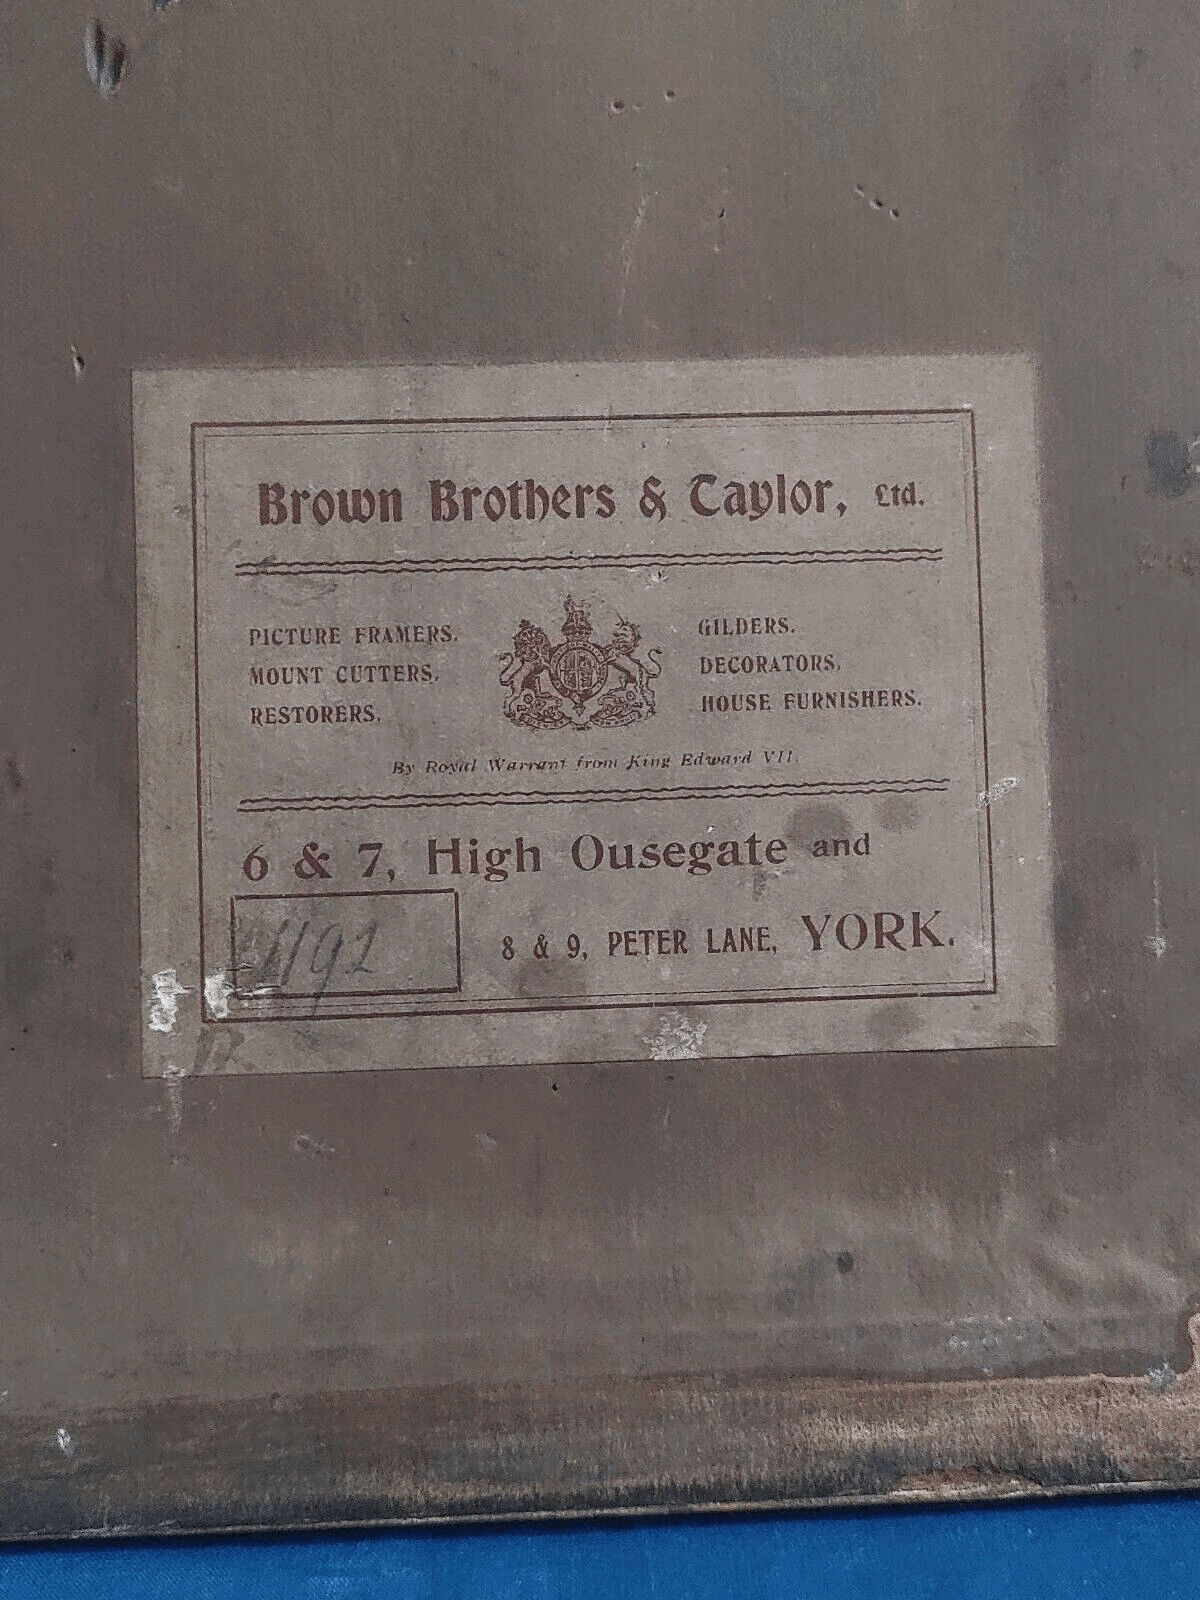 Brown Brothers & Taylor, Ltd.
PICTURE FRAMERS.
MOUNT CUTTERS.
RESTORERS.
GILDERS.
DECORATORS.
HOUSE FURNISHERS.
By Royal Warrant from King Edward VII.
6 & 7, High Ousegate and
8 & 9, PETER LANE, YORK.